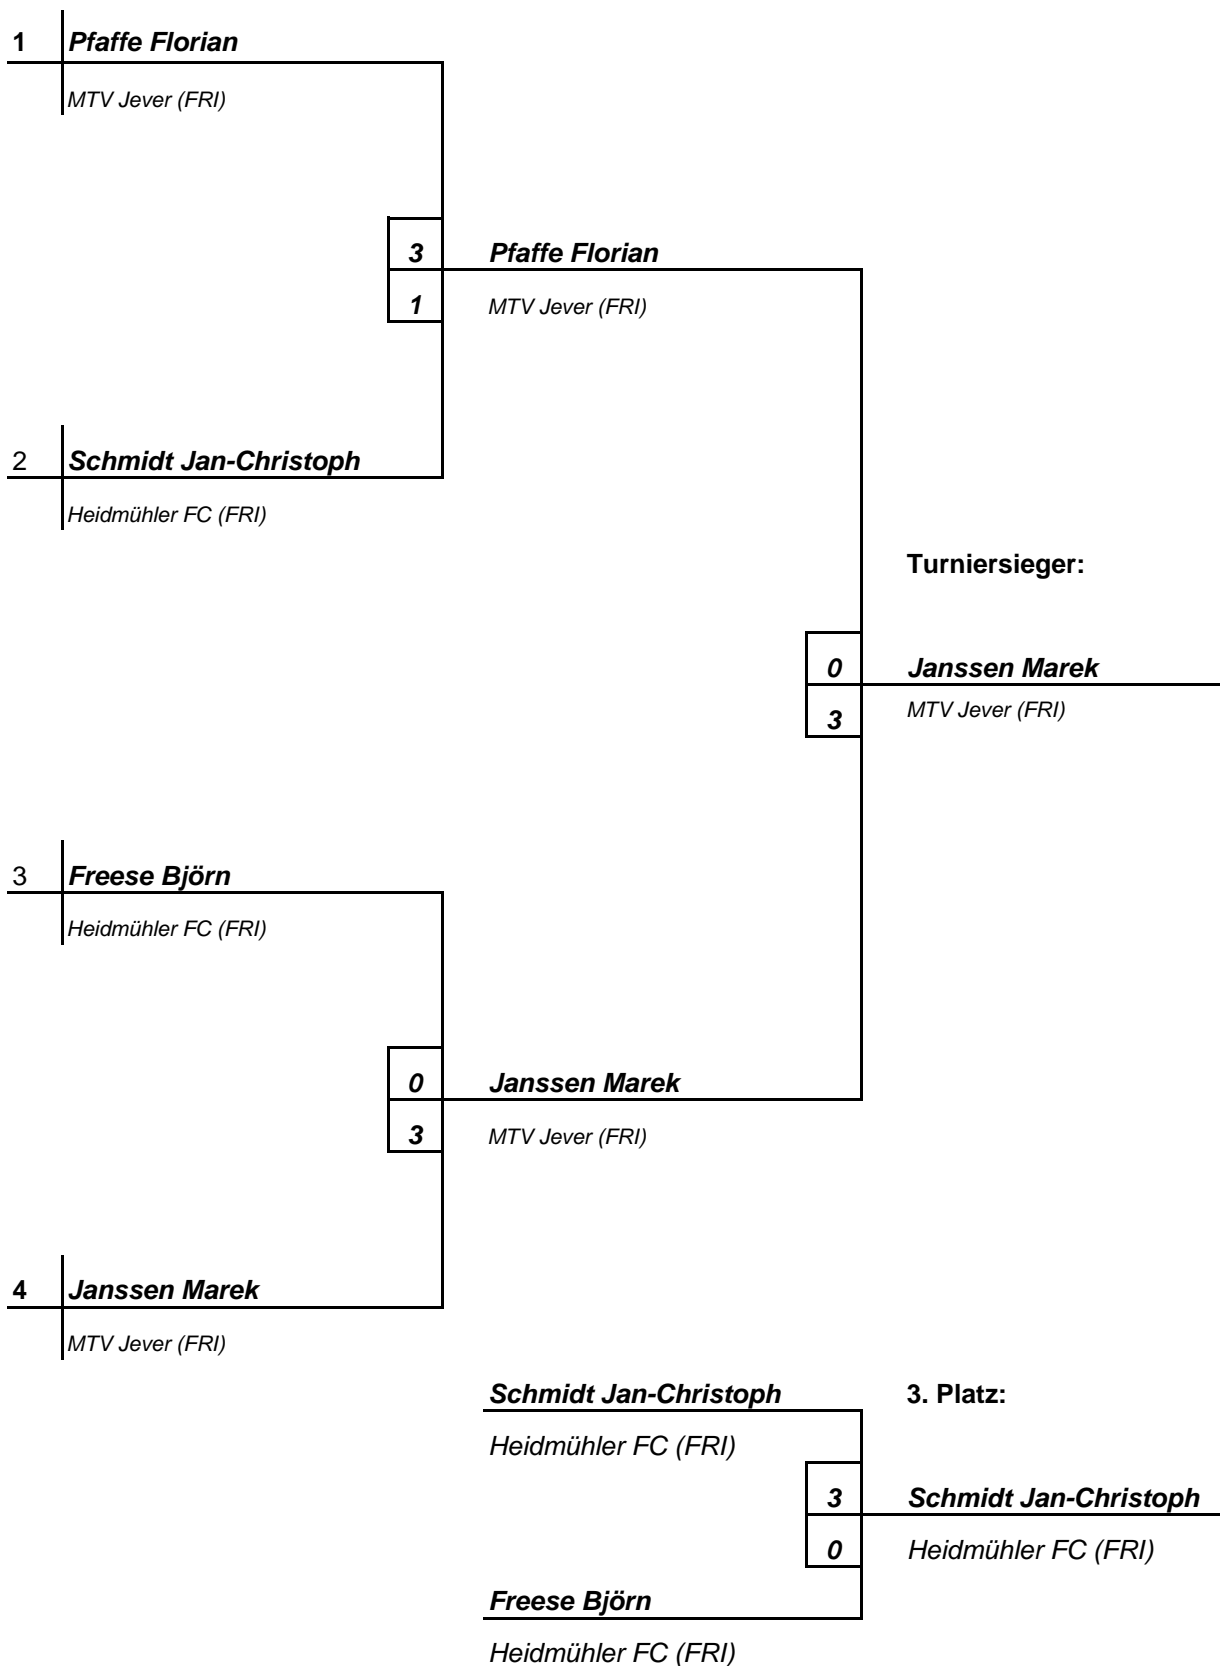 1 Pfaffe Florian
MTV Jever (FRI)
3 Pfaffe Florian
1 MTV Jever (FRI)
2 Schmidt Jan-Christoph
Heidmühler FC (FRI)
Turniersieger:
0 Janssen Marek
3 MTV Jever (FRI)
3 Freese Björn
Heidmühler FC (FRI)
0 Janssen Marek
3 MTV Jever (FRI)
4 Janssen Marek
MTV Jever (FRI)
Schmidt Jan-Christoph 3. Platz:
Heidmühler FC (FRI)
3 Schmidt Jan-Christoph
0 Heidmühler FC (FRI)
Freese Björn
Heidmühler FC (FRI)